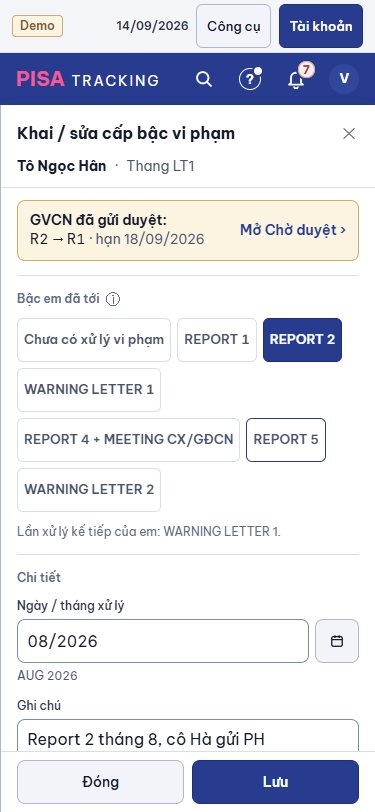 Demo
14/09/2026
Công cụ
Tài khoản
PISA TRACKING
?
7
V
Khai / sửa cấp bậc vi phạm
Tô Ngọc Hân · Thang LT1
GVCN đã gửi duyệt:
R2 → R1 · hạn 18/09/2026
Mở Chờ duyệt ›
Bậc em đã tới ⓘ
Chưa có xử lý vi phạm
REPORT 1
REPORT 2
WARNING LETTER 1
REPORT 4 + MEETING CX/GĐCN
REPORT 5
WARNING LETTER 2
Lần xử lý kế tiếp của em: WARNING LETTER 1.
Chi tiết
Ngày / tháng xử lý
08/2026
AUG 2026
Ghi chú
Report 2 tháng 8, cô Hà gửi PH
Đóng
Lưu